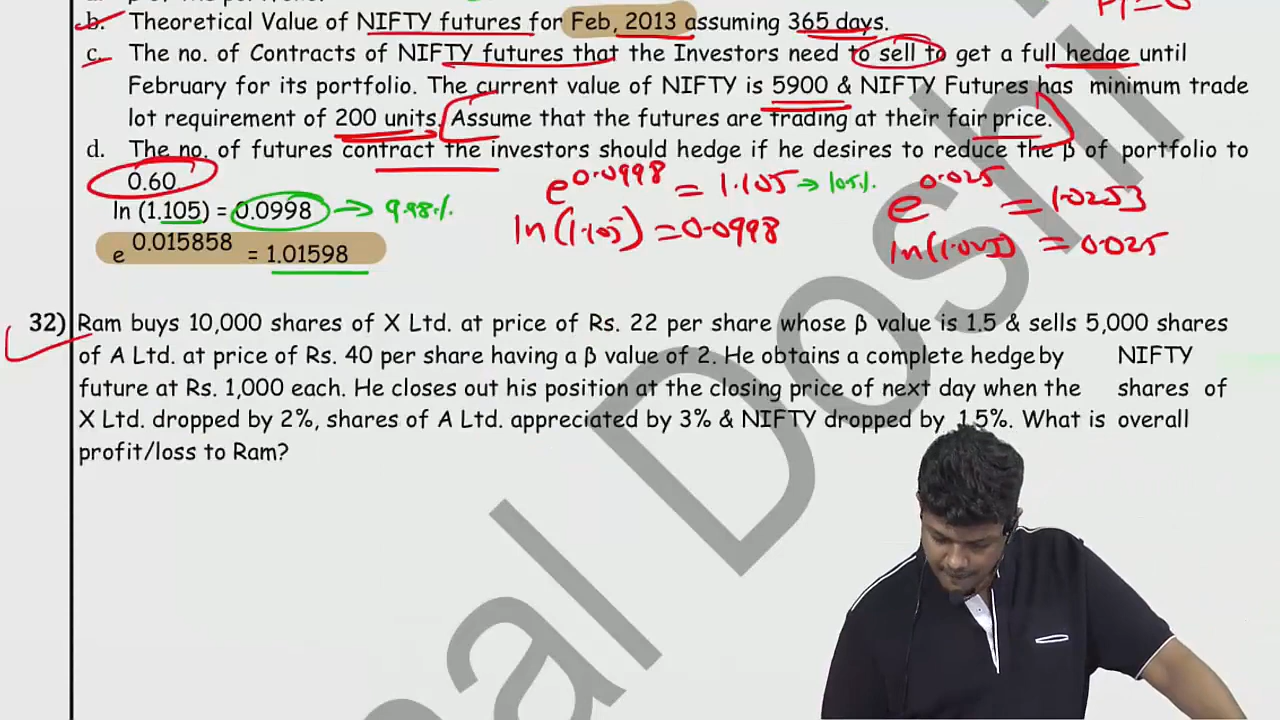 b. Theoretical Value of NIFTY futures for Feb, 2013 assuming 365 days.
c. The no. of Contracts of NIFTY futures that the Investors need to sell to get a full hedge until
February for its portfolio. The current value of NIFTY is 5900 & NIFTY Futures has minimum trade
lot requirement of 200 units. Assume that the futures are trading at their fair price.
d. The no. of futures contract the investors should hedge if he desires to reduce the β of portfolio to
0.60.
ln (1.105) = 0.0998 → 9.98%
e^0.0998 = 1.105 → 10.5%
ln(1.105) = 0.0998
e^0.025 = 1.0253
ln(1.025) = 0.025
e^0.015858 = 1.01598
32) Ram buys 10,000 shares of X Ltd. at price of Rs. 22 per share whose β value is 1.5 & sells 5,000 shares
of A Ltd. at price of Rs. 40 per share having a β value of 2. He obtains a complete hedge by NIFTY
future at Rs. 1,000 each. He closes out his position at the closing price of next day when the shares of
X Ltd. dropped by 2%, shares of A Ltd. appreciated by 3% & NIFTY dropped by 1.5%. What is overall
profit/loss to Ram?
Doshi